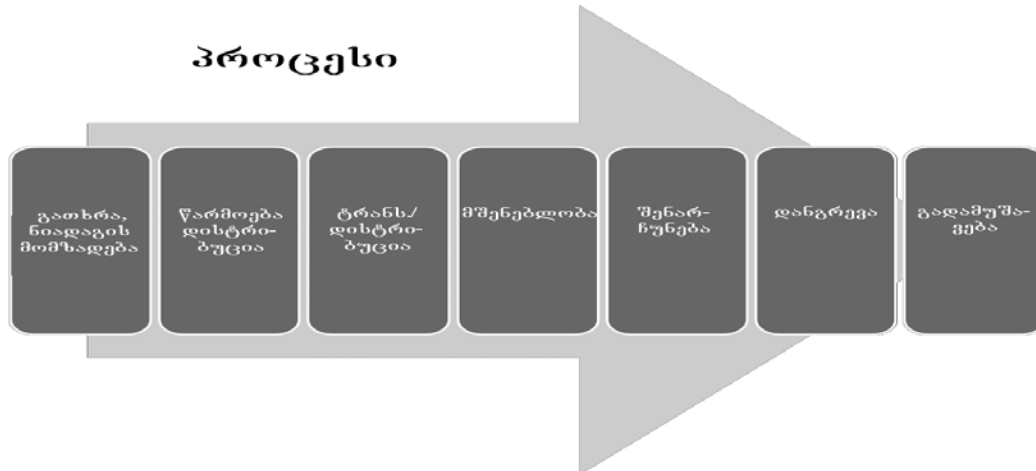 პროცესი
გათხრა,
ნიადაგის
მომზადება
წარმოება
დისტრი-
ბუცია
ტრანს./
დისტრი-
ბუცია
მშენებლობა
შენარ-
ჩუნება
დანგრევა
გადამუშა-
ვება